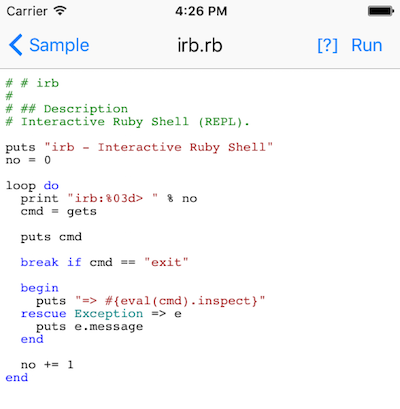 Carrier 4:26 PM
Sample irb.rb [?] Run
# # irb
#
# ## Description
# Interactive Ruby Shell (REPL).
puts "irb - Interactive Ruby Shell"
no = 0
loop do
  print "irb:%03d> " % no
  cmd = gets
  puts cmd
  break if cmd == "exit"
  begin
    puts "=> #{eval(cmd).inspect}"
  rescue Exception => e
    puts e.message
  end
  no += 1
end